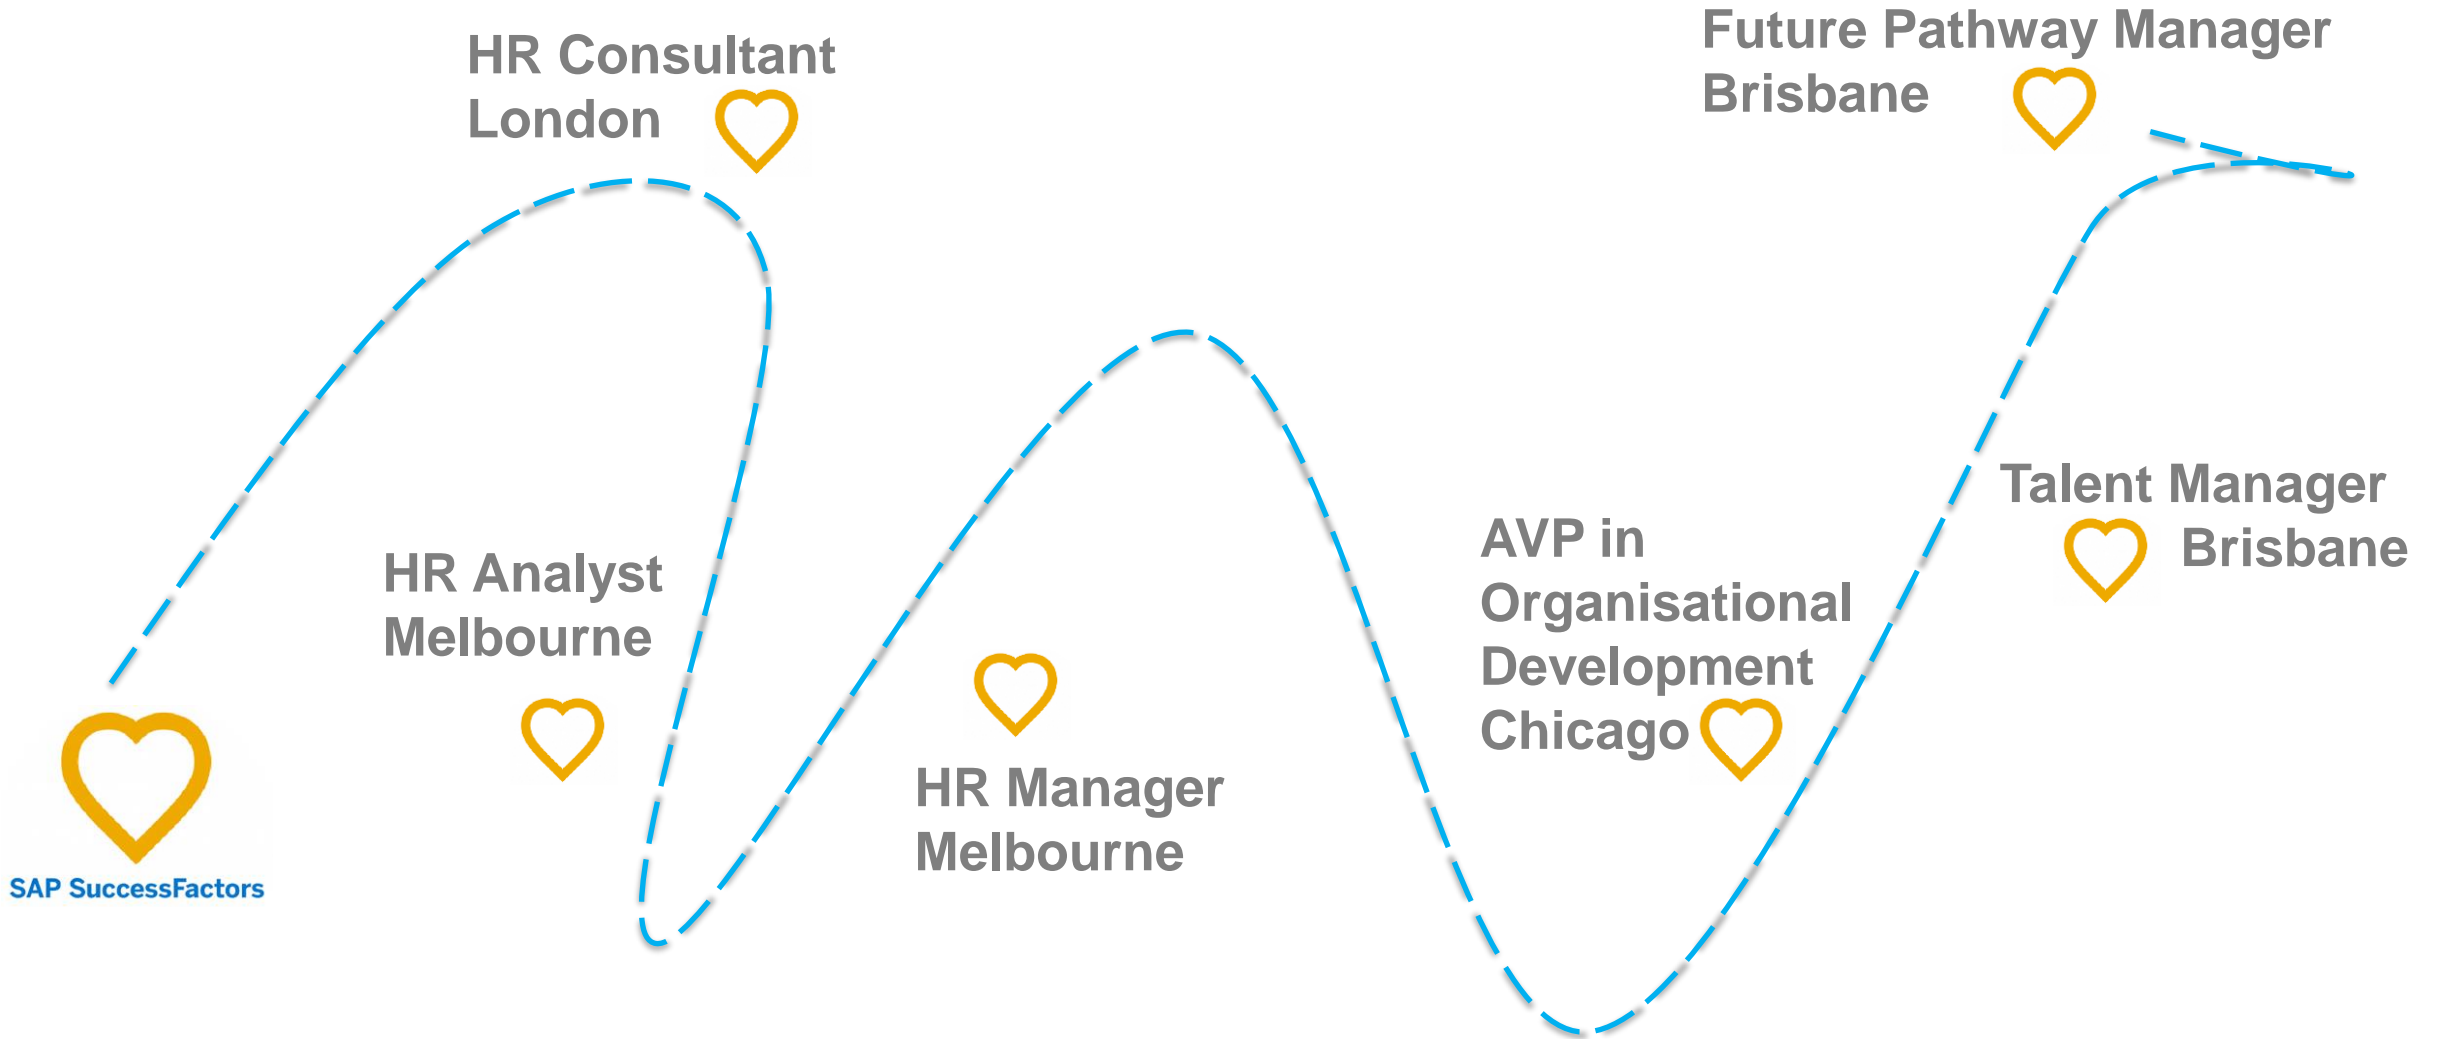 HR Consultant
London
Future Pathway Manager
Brisbane
HR Analyst
Melbourne
HR Manager
Melbourne
AVP in
Organisational
Development
Chicago
Talent Manager
Brisbane
SAP SuccessFactors